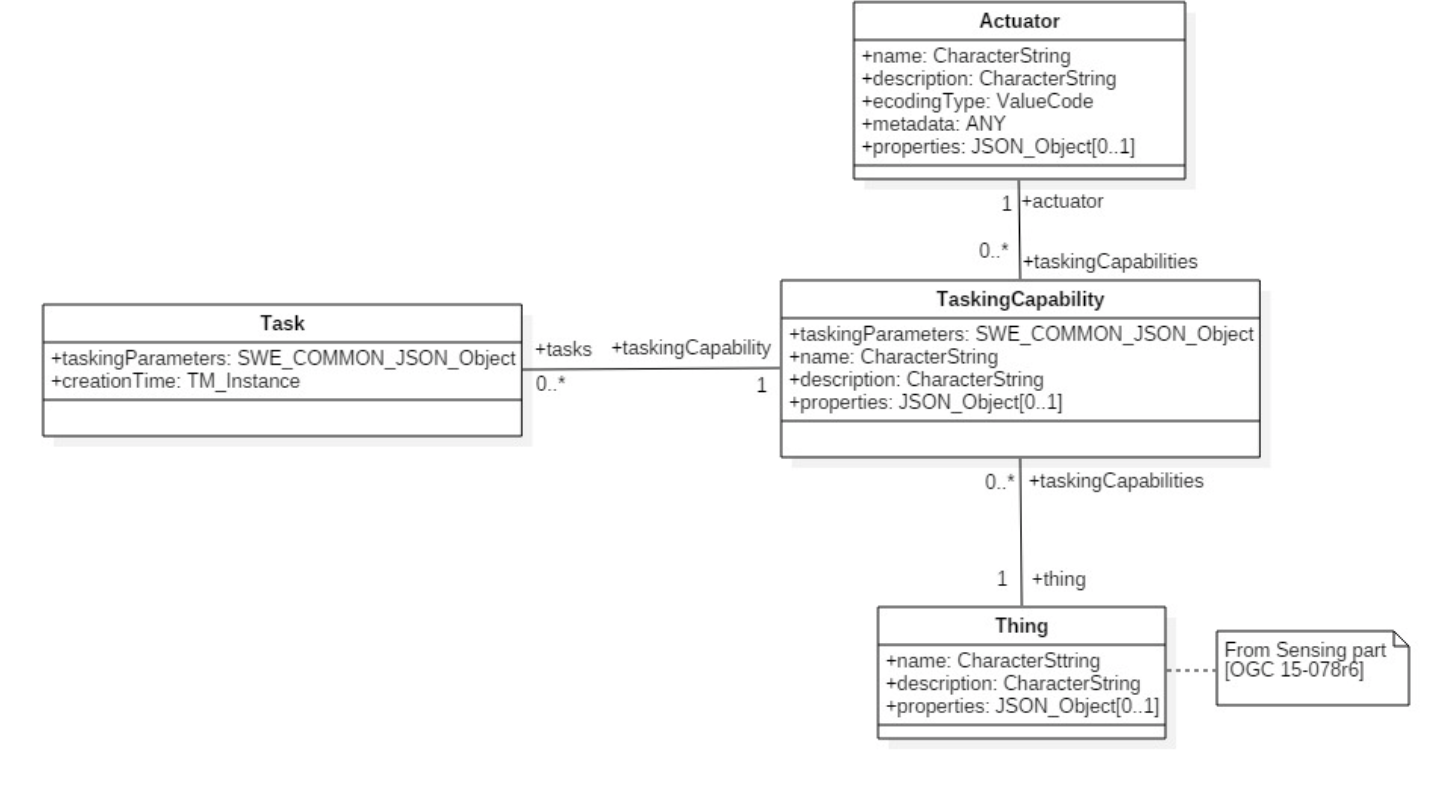 Actuator
+name: CharacterString
+description: CharacterString
+ecodingType: ValueCode
+metadata: ANY
+properties: JSON_Object[0..1]
1 +actuator
0..*
+taskingCapabilities
TaskingCapability
+taskingParameters: SWE_COMMON_JSON_Object
+name: CharacterString
+description: CharacterString
+properties: JSON_Object[0..1]
Task
+taskingParameters: SWE_COMMON_JSON_Object
+creationTime: TM_Instance
+tasks +taskingCapability
0..* 1
0..* +taskingCapabilities
1 +thing
Thing
+name: CharacterSttring
+description: CharacterString
+properties: JSON_Object[0..1]
From Sensing part
[OGC 15-078r6]